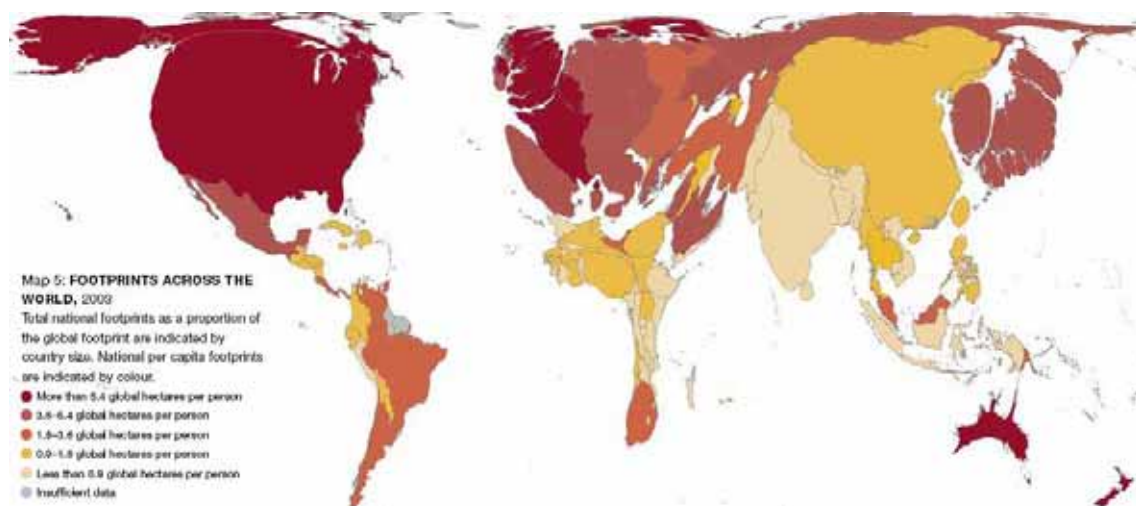 Map 5: FOOTPRINTS ACROSS THE
WORLD, 2003
Total national footprints as a proportion of
the global footprint are indicated by
country size. National per capita footprints
are indicated by colour.
More than 5.4 global hectares per person
3.6–5.4 global hectares per person
1.8–3.6 global hectares per person
0.9–1.8 global hectares per person
Less than 0.9 global hectares per person
Insufficient data